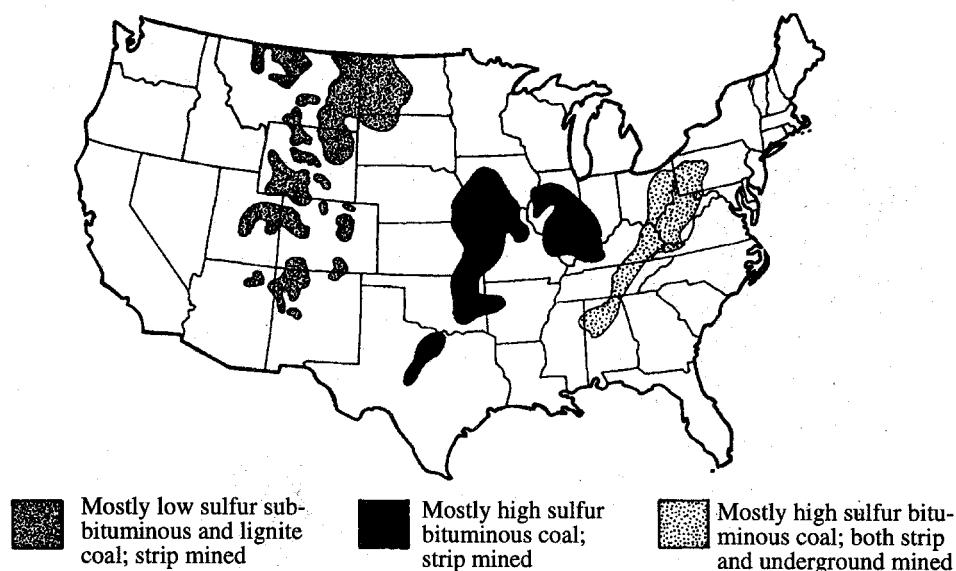 Mostly low sulfur sub-
bituminous and lignite
coal; strip mined
Mostly high sulfur
bituminous coal;
strip mined
Mostly high sulfur bitu-
minous coal; both strip
and underground mined